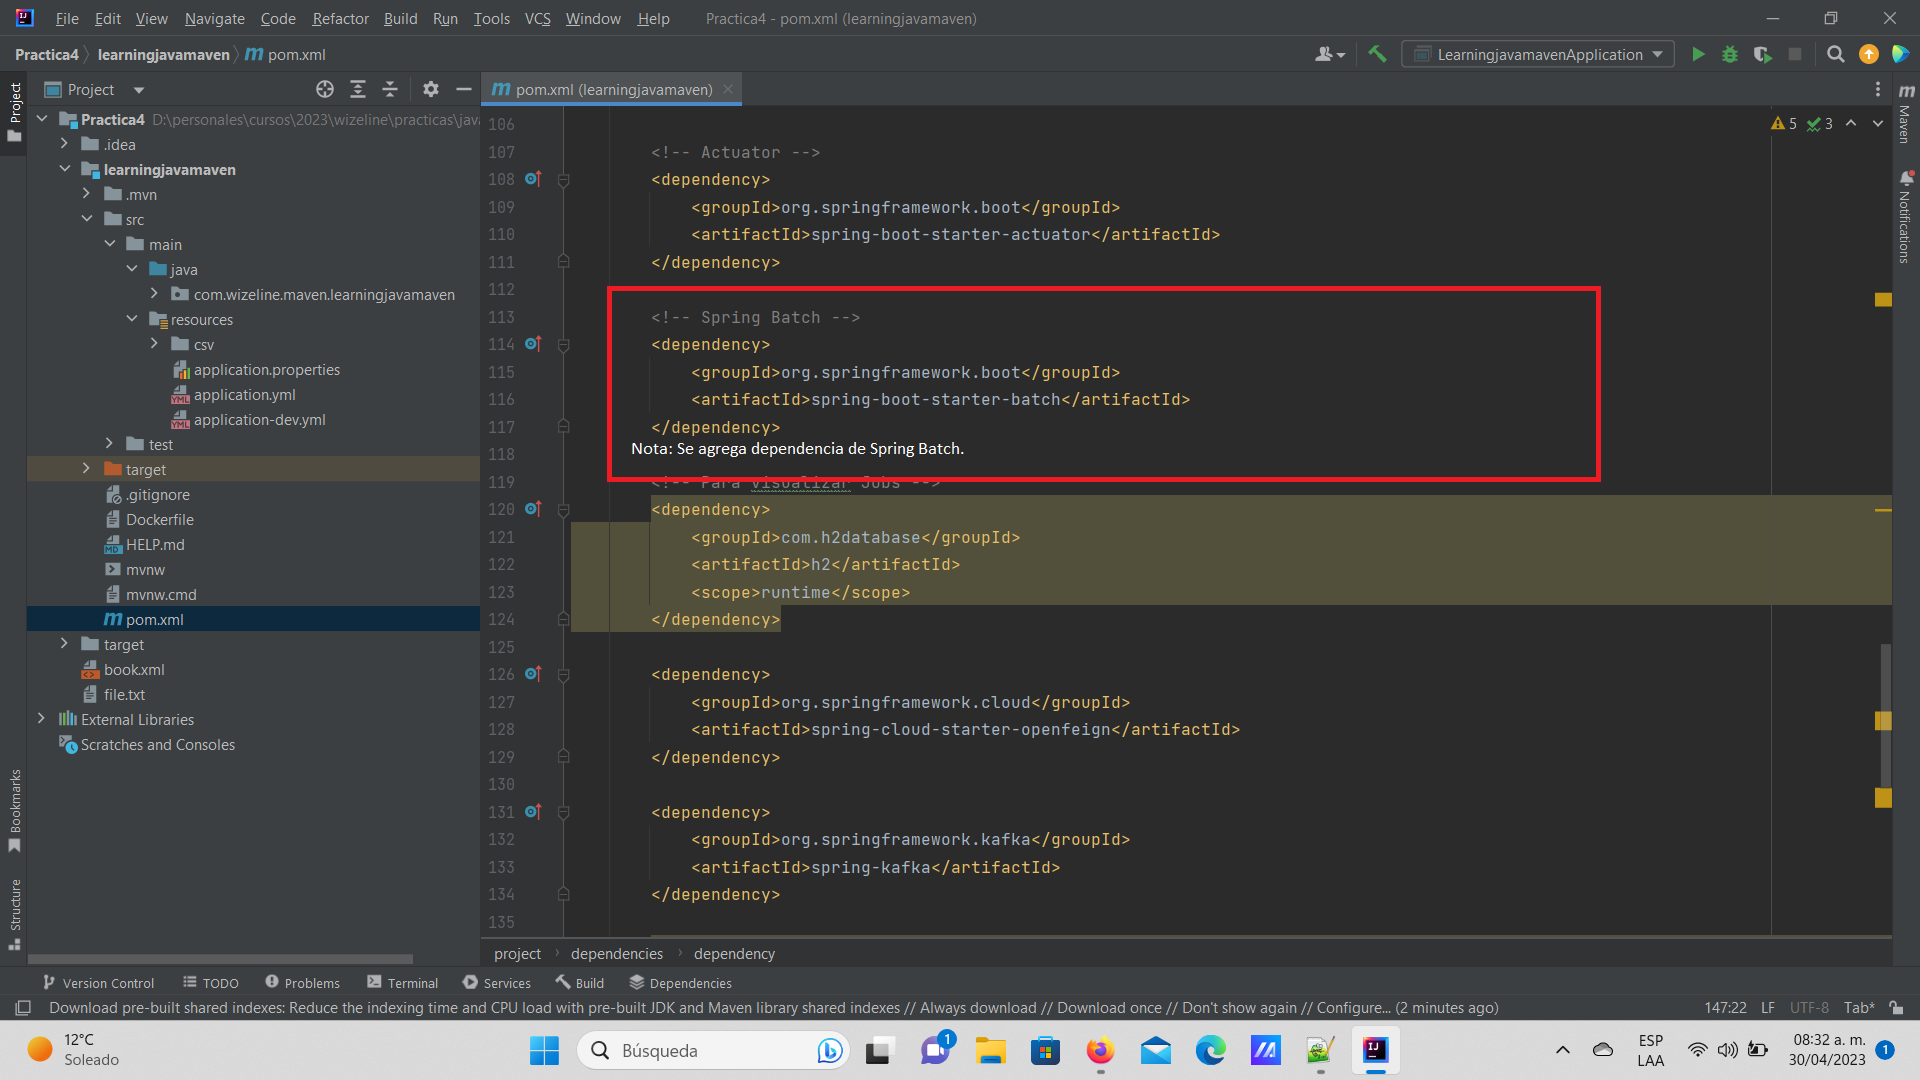 File Edit View Navigate Code Refactor Build Run Tools VCS Window Help Practica4 - pom.xml (learningjavamaven)
Practica4 learningjavamaven m pom.xml LearningjavamavenApplication
Project
Project
pom.xml (learningjavamaven)
Practica4 D:\personales\cursos\2023\wizeline\practicas\java
.idea
learningjavamaven
.mvn
src
main
java
com.wizeline.maven.learningjavamaven
resources
csv
application.properties
application.yml
application-dev.yml
test
target
.gitignore
Dockerfile
HELP.md
mvnw
mvnw.cmd
pom.xml
target
book.xml
file.txt
External Libraries
Scratches and Consoles
Bookmarks
Structure
5 3
106
107 <!-- Actuator -->
108 <dependency>
109 <groupId>org.springframework.boot</groupId>
110 <artifactId>spring-boot-starter-actuator</artifactId>
111 </dependency>
112
113 <!-- Spring Batch -->
114 <dependency>
115 <groupId>org.springframework.boot</groupId>
116 <artifactId>spring-boot-starter-batch</artifactId>
117 </dependency>
Nota: Se agrega dependencia de Spring Batch.
118
119 <!-- Para visualizar Jobs -->
120 <dependency>
121 <groupId>com.h2database</groupId>
122 <artifactId>h2</artifactId>
123 <scope>runtime</scope>
124 </dependency>
125
126 <dependency>
127 <groupId>org.springframework.cloud</groupId>
128 <artifactId>spring-cloud-starter-openfeign</artifactId>
129 </dependency>
130
131 <dependency>
132 <groupId>org.springframework.kafka</groupId>
133 <artifactId>spring-kafka</artifactId>
134 </dependency>
135
Maven
Notifications
project dependencies dependency
Version Control TODO Problems Terminal Services Build Dependencies
Download pre-built shared indexes: Reduce the indexing time and CPU load with pre-built JDK and Maven library shared indexes // Always download // Download once // Don't show again // Configure... (2 minutes ago) 147:22 LF UTF-8 Tab*
12°C
Soleado
Búsqueda
1
ESP
LAA
08:32 a. m.
30/04/2023
1